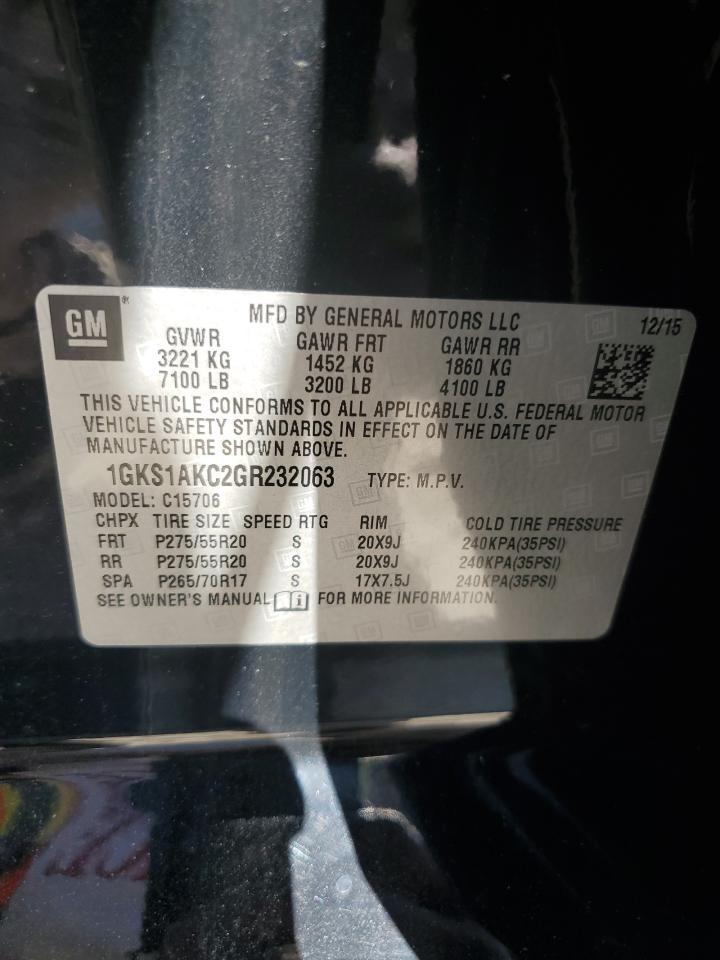 GM ®
MFD BY GENERAL MOTORS LLC 12/15
GVWR GAWR FRT GAWR RR
3221 KG 1452 KG 1860 KG
7100 LB 3200 LB 4100 LB
THIS VEHICLE CONFORMS TO ALL APPLICABLE U.S. FEDERAL MOTOR
VEHICLE SAFETY STANDARDS IN EFFECT ON THE DATE OF
MANUFACTURE SHOWN ABOVE.
1GKS1AKC2GR232063 TYPE: M.P.V.
MODEL: C15706
CHPX TIRE SIZE SPEED RTG RIM COLD TIRE PRESSURE
FRT P275/55R20 S 20X9J 240KPA(35PSI)
RR P275/55R20 S 20X9J 240KPA(35PSI)
SPA P265/70R17 S 17X7.5J 240KPA(35PSI)
SEE OWNER'S MANUAL FOR MORE INFORMATION.